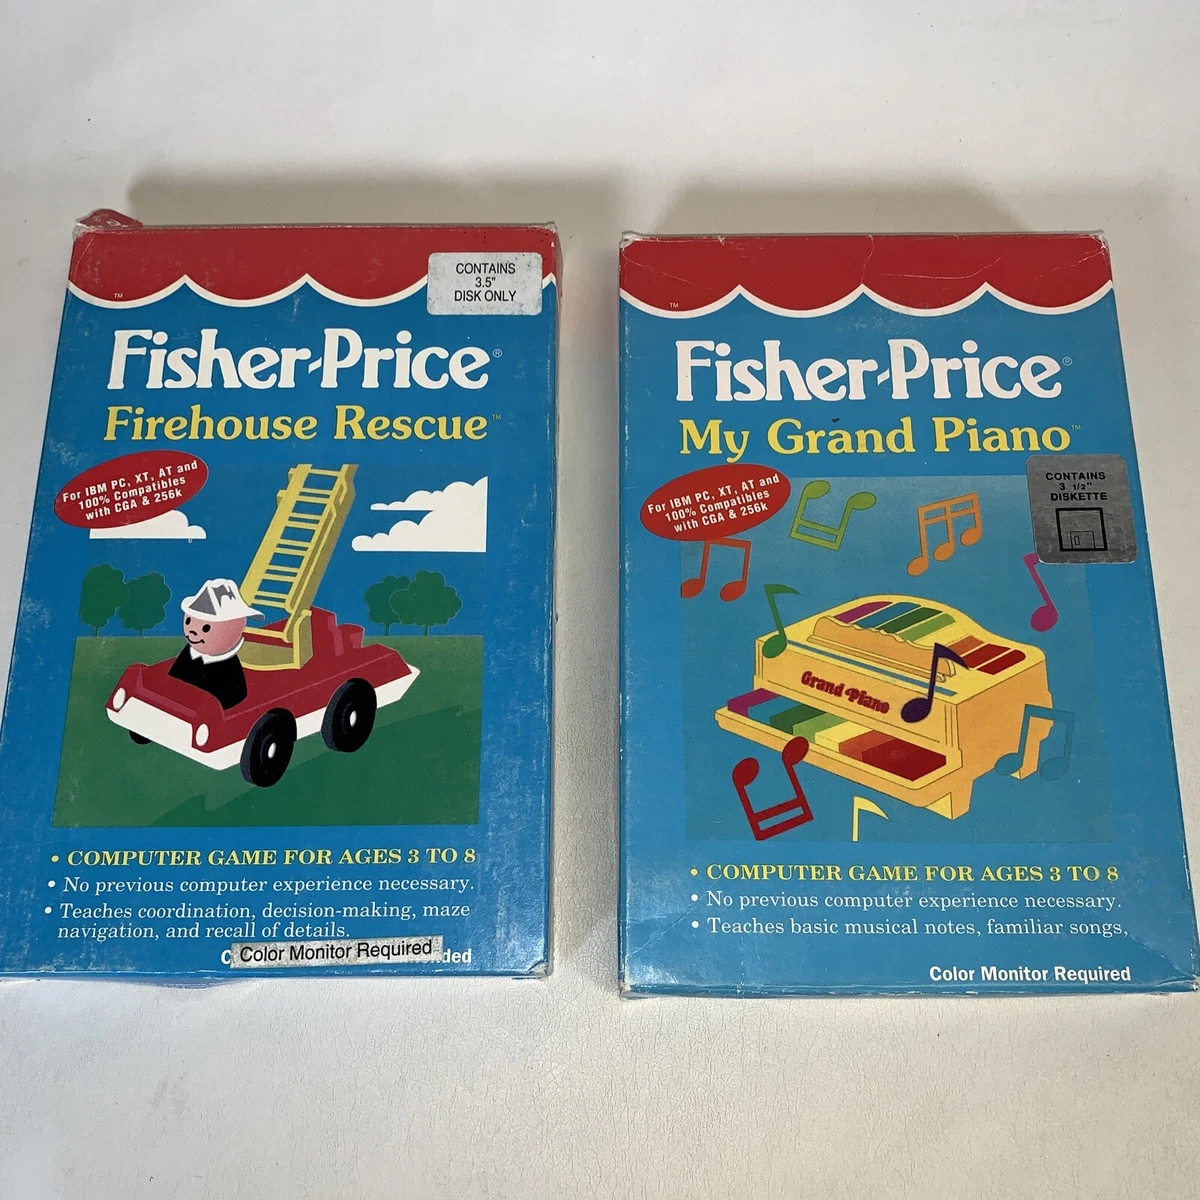 CONTAINS
3.5"
DISK ONLY
™
Fisher-Price®
Firehouse Rescue™
For IBM PC, XT, AT and
100% Compatibles
with CGA & 256k
• COMPUTER GAME FOR AGES 3 TO 8
• No previous computer experience necessary.
• Teaches coordination, decision-making, maze
navigation, and recall of details.
Color Monitor Required
™
Fisher-Price®
My Grand Piano™
For IBM PC, XT, AT and
100% Compatibles
with CGA & 256k
CONTAINS
3 1/2"
DISKETTE
Grand Piano
• COMPUTER GAME FOR AGES 3 TO 8
• No previous computer experience necessary.
• Teaches basic musical notes, familiar songs,
Color Monitor Required